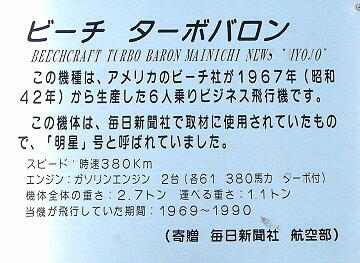 ビーチ ターボバロン
BEECHCRAFT TURBO BARON MAINICHI NEWS "MYOJO"
この機種は、アメリカのビーチ社が1967年（昭和
42年）から生産した6人乗りビジネス飛行機です。
この機体は、毎日新聞社で取材に使用されていたもの
で、「明星」号と呼ばれていました。
スピード：時速380Km
エンジン：ガソリンエンジン 2台（各61 380馬力 ターボ付）
機体全体の重さ：2.7トン 運べる重さ：1.1トン
当機が飛行していた期間：1969～1990
（寄贈 毎日新聞社 航空部）